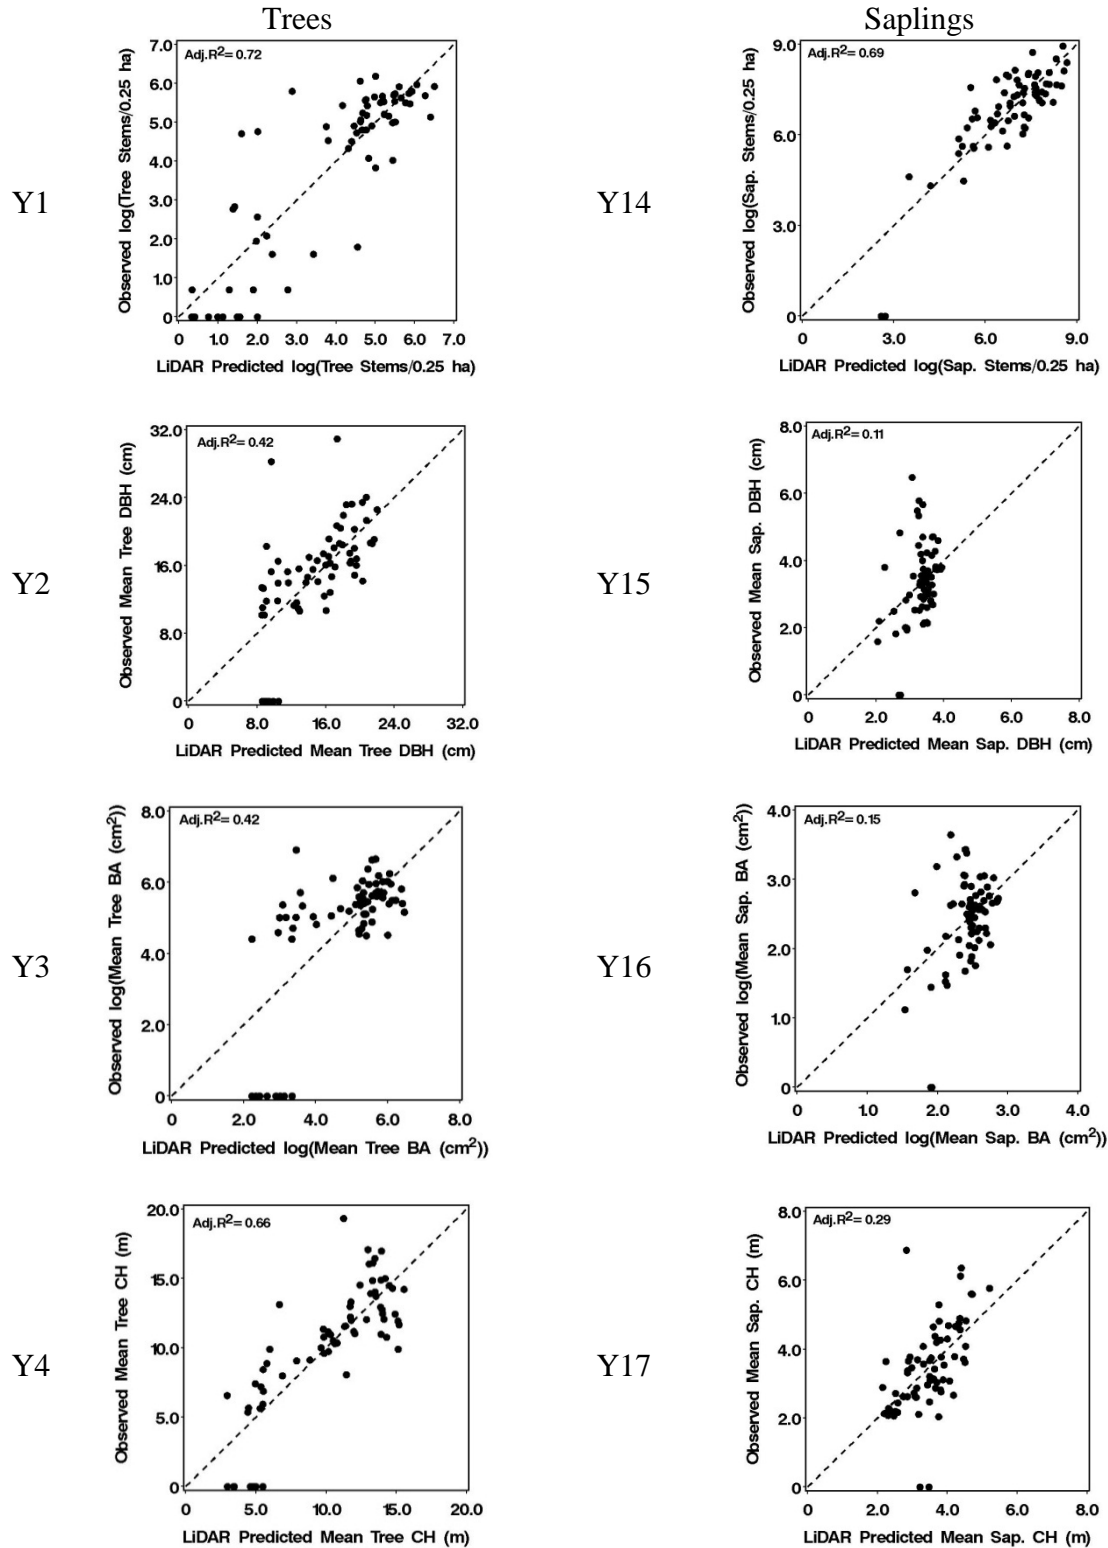 Trees
Saplings
Y1
Adj.R²= 0.72
Observed log(Tree Stems/0.25 ha)
7.0
6.0
5.0
4.0
3.0
2.0
1.0
0
0 1.0 2.0 3.0 4.0 5.0 6.0 7.0
LiDAR Predicted log(Tree Stems/0.25 ha)
Y14
Adj.R²= 0.69
Observed log(Sap. Stems/0.25 ha)
9.0
6.0
3.0
0
0 3.0 6.0 9.0
LiDAR Predicted log(Sap. Stems/0.25 ha)
Y2
Adj.R²= 0.42
Observed Mean Tree DBH (cm)
32.0
24.0
16.0
8.0
0
0 8.0 16.0 24.0 32.0
LiDAR Predicted Mean Tree DBH (cm)
Y15
Adj.R²= 0.11
Observed Mean Sap. DBH (cm)
8.0
6.0
4.0
2.0
0
0 2.0 4.0 6.0 8.0
LiDAR Predicted Mean Sap. DBH (cm)
Y3
Adj.R²= 0.42
Observed log(Mean Tree BA (cm²))
8.0
6.0
4.0
2.0
0
0 2.0 4.0 6.0 8.0
LiDAR Predicted log(Mean Tree BA (cm²))
Y16
Adj.R²= 0.15
Observed log(Mean Sap. BA (cm²))
4.0
3.0
2.0
1.0
0
0 1.0 2.0 3.0 4.0
LiDAR Predicted log(Mean Sap. BA (cm²))
Y4
Adj.R²= 0.66
Observed Mean Tree CH (m)
20.0
15.0
10.0
5.0
0
0 5.0 10.0 15.0 20.0
LiDAR Predicted Mean Tree CH (m)
Y17
Adj.R²= 0.29
Observed Mean Sap. CH (m)
8.0
6.0
4.0
2.0
0
0 2.0 4.0 6.0 8.0
LiDAR Predicted Mean Sap. CH (m)